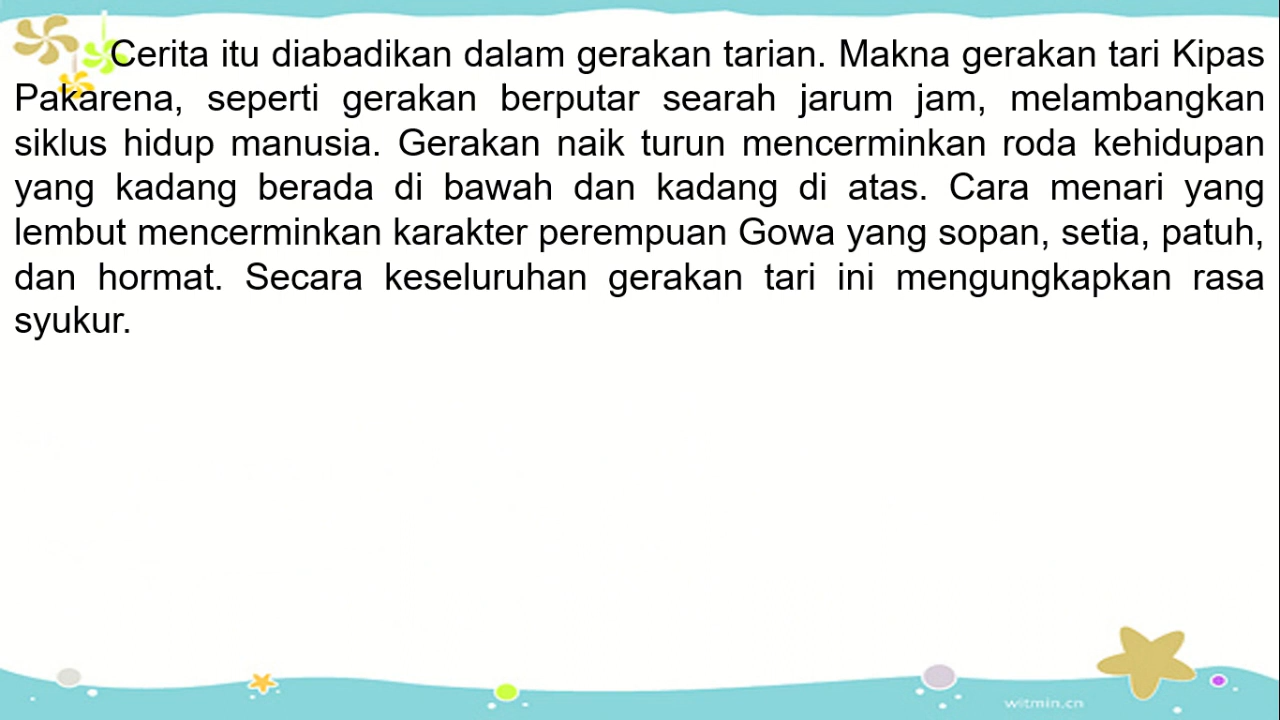 Cerita itu diabadikan dalam gerakan tarian. Makna gerakan tari Kipas
Pakarena, seperti gerakan berputar searah jarum jam, melambangkan
siklus hidup manusia. Gerakan naik turun mencerminkan roda kehidupan
yang kadang berada di bawah dan kadang di atas. Cara menari yang
lembut mencerminkan karakter perempuan Gowa yang sopan, setia, patuh,
dan hormat. Secara keseluruhan gerakan tari ini mengungkapkan rasa
syukur.
witmin.cn